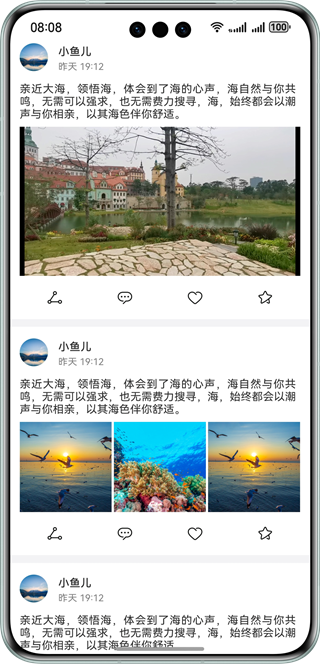 08:08
100
小鱼儿
昨天 19:12
亲近大海，领悟海，体会到了海的心声，海自然与你共
鸣，无需可以强求，也无需费力搜寻，海，始终都会以潮
声与你相亲，以其海色伴你舒适。
小鱼儿
昨天 19:12
亲近大海，领悟海，体会到了海的心声，海自然与你共
鸣，无需可以强求，也无需费力搜寻，海，始终都会以潮
声与你相亲，以其海色伴你舒适。
小鱼儿
昨天 19:12
亲近大海，领悟海，体会到了海的心声，海自然与你共
鸣，无需可以强求，也无需费力搜寻，海，始终都会以潮
声与你相亲，以其海色伴你舒适。